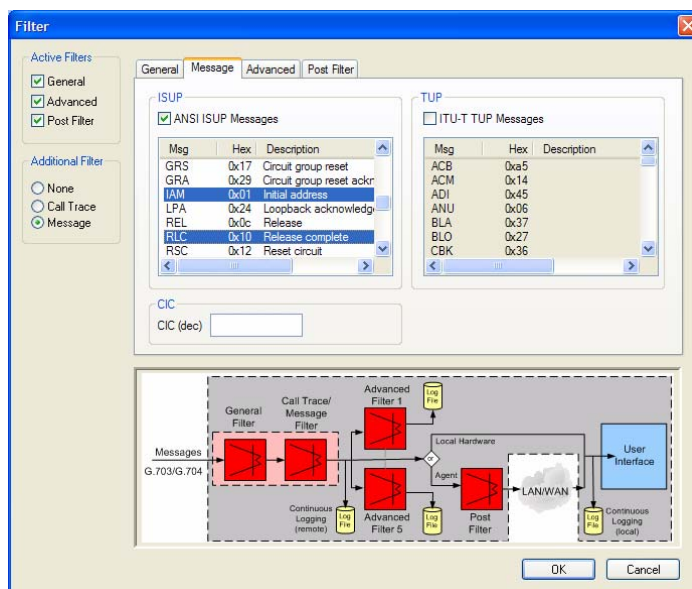 Filter
Active Filters
General
Advanced
Post Filter
Additional Filter
None
Call Trace
Message
General Message Advanced Post Filter
ISUP
ANSI ISUP Messages
Msg Hex Description
GRS 0x17 Circuit group reset
GRA 0x29 Circuit group reset ackr
IAM 0x01 Initial address
LPA 0x24 Loopback acknowledge
REL 0x0c Release
RLC 0x10 Release complete
RSC 0x12 Reset circuit
TUP
ITU-T TUP Messages
Msg Hex Description
ACB 0xa5
ACM 0x14
ADI 0x45
ANU 0x06
BLA 0x37
BLO 0x27
CBK 0x36
CIC
CIC (dec)
Messages
G.703/G.704
General
Filter
Call Trace/
Message
Filter
Advanced
Filter 1
Log
File
Local Hardware
or
Agent
User
Interface
LAN/WAN
Continuous
Logging
(remote)
Log
File
Advanced
Filter 5
Log
File
Post
Filter
Log
File
Continuous
Logging
(local)
OK Cancel